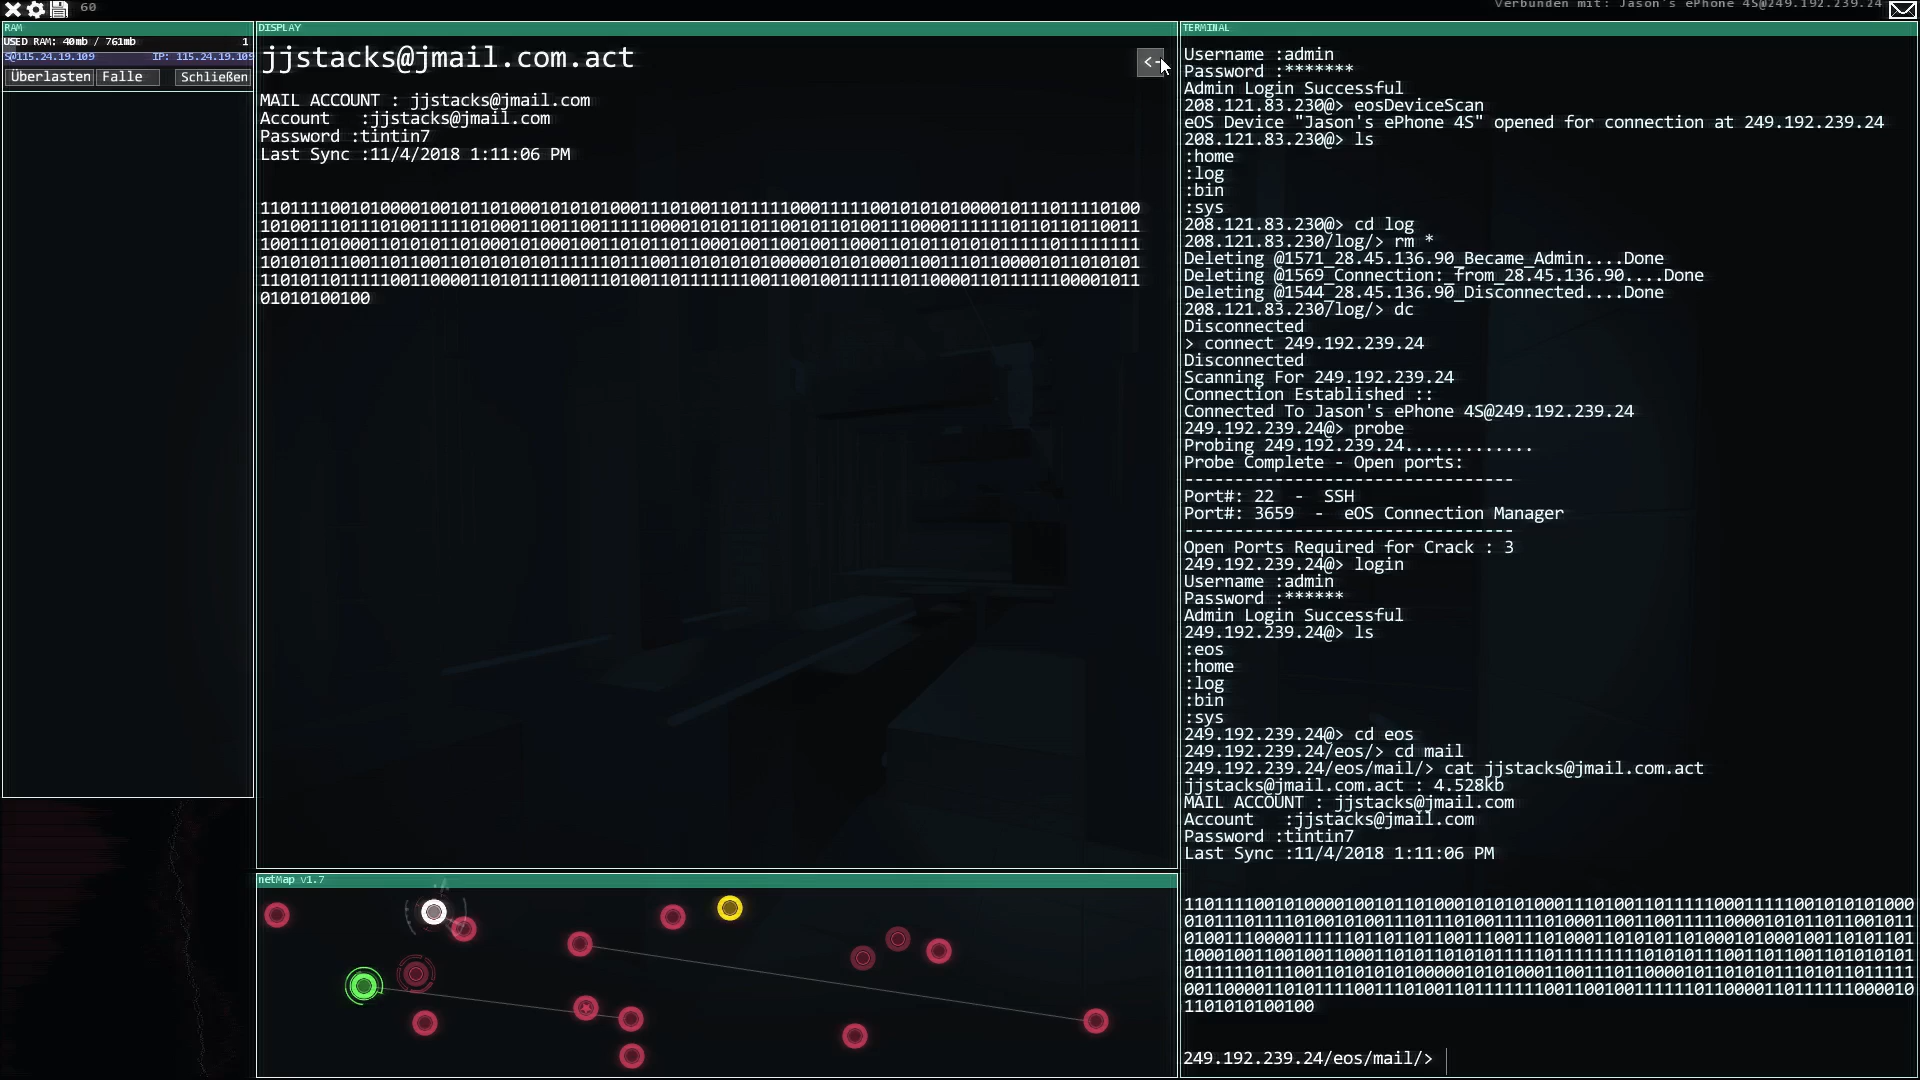 60
Verbunden mit: Jason's ePhone 4S@249.192.239.24
RAM
USED RAM: 40mb / 761mb 1
S@115.24.19.109 IP: 115.24.19.109
Überlasten Falle Schließen
DISPLAY
jjstacks@jmail.com.act
<-
MAIL ACCOUNT : jjstacks@jmail.com
Account :jjstacks@jmail.com
Password :tintin7
Last Sync :11/4/2018 1:11:06 PM
01010100100
netMap v1.7
TERMINAL
Username :admin
Password :*******
Admin Login Successful
208.121.83.230@> eosDeviceScan
eOS Device "Jason's ePhone 4S" opened for connection at 249.192.239.24
208.121.83.230@> ls
:home
:log
:bin
:sys
208.121.83.230@> cd log
208.121.83.230/log/> rm *
Deleting @1571_28.45.136.90_Became_Admin....Done
Deleting @1569_Connection:_from_28.45.136.90....Done
Deleting @1544_28.45.136.90_Disconnected....Done
208.121.83.230/log/> dc
Disconnected
> connect 249.192.239.24
Disconnected
Scanning For 249.192.239.24
Connection Established ::
Connected To Jason's ePhone 4S@249.192.239.24
249.192.239.24@> probe
Probing 249.192.239.24.............
Probe Complete - Open ports:
---------------------------------
Port#: 22 - SSH
Port#: 3659 - eOS Connection Manager
---------------------------------
Open Ports Required for Crack : 3
249.192.239.24@> login
Username :admin
Password :******
Admin Login Successful
249.192.239.24@> ls
:eos
:home
:log
:bin
:sys
249.192.239.24@> cd eos
249.192.239.24/eos/> cd mail
249.192.239.24/eos/mail/> cat jjstacks@jmail.com.act
jjstacks@jmail.com.act : 4.528kb
MAIL ACCOUNT : jjstacks@jmail.com
Account :jjstacks@jmail.com
Password :tintin7
Last Sync :11/4/2018 1:11:06 PM
1101010100100
249.192.239.24/eos/mail/>